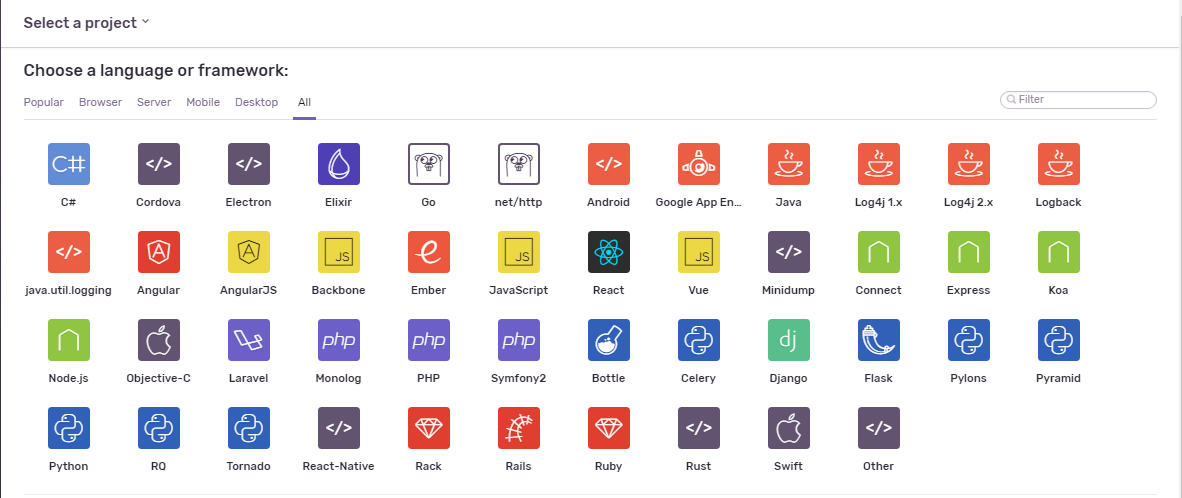 Select a project
Choose a language or framework:
Popular Browser Server Mobile Desktop All
Filter
C# </> </> </> 
C# Cordova Electron Elixir Go net/http Android Google App En... Java Log4j 1.x Log4j 2.x Logback
</> JS JS JS </>
java.util.logging Angular AngularJS Backbone Ember JavaScript React Vue Minidump Connect Express Koa
php php php dj
Node.js Objective-C Laravel Monolog PHP Symfony2 Bottle Celery Django Flask Pylons Pyramid
</> </> </>
Python RQ Tornado React-Native Rack Rails Ruby Rust Swift Other